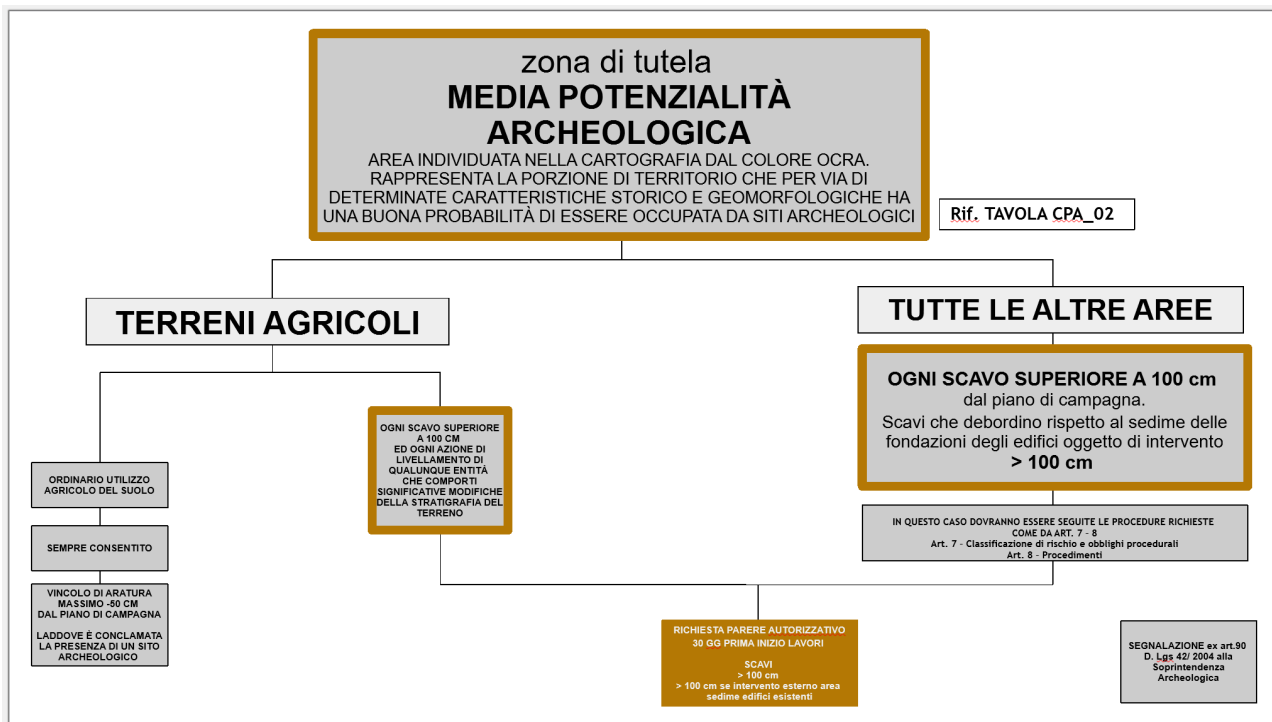 zona di tutela
MEDIA POTENZIALITÀ
ARCHEOLOGICA
AREA INDIVIDUATA NELLA CARTOGRAFIA DAL COLORE OCRA.
RAPPRESENTA LA PORZIONE DI TERRITORIO CHE PER VIA DI
DETERMINATE CARATTERISTICHE STORICO E GEOMORFOLOGICHE HA
UNA BUONA PROBABILITÀ DI ESSERE OCCUPATA DA SITI ARCHEOLOGICI
Rif. TAVOLA CPA_02
TERRENI AGRICOLI
ORDINARIO UTILIZZO
AGRICOLO DEL SUOLO
SEMPRE CONSENTITO
VINCOLO DI ARATURA
MASSIMO -50 CM
DAL PIANO DI CAMPAGNA
LADDOVE È CONCLAMATA
LA PRESENZA DI UN SITO
ARCHEOLOGICO
OGNI SCAVO SUPERIORE
A 100 CM
ED OGNI AZIONE DI
LIVELLAMENTO DI
QUALUNQUE ENTITÀ
CHE COMPORTI
SIGNIFICATIVE MODIFICHE
DELLA STRATIGRAFIA DEL
TERRENO
TUTTE LE ALTRE AREE
OGNI SCAVO SUPERIORE A 100 cm
dal piano di campagna.
Scavi che debordino rispetto al sedime delle
fondazioni degli edifici oggetto di intervento
> 100 cm
IN QUESTO CASO DOVRANNO ESSERE SEGUITE LE PROCEDURE RICHIESTE
COME DA ART. 7 - 8
Art. 7 - Classificazione di rischio e obblighi procedurali
Art. 8 - Procedimenti
RICHIESTA PARERE AUTORIZZATIVO
30 GG PRIMA INIZIO LAVORI
SCAVI
> 100 cm
> 100 cm se intervento esterno area
sedime edifici esistenti
SEGNALAZIONE ex art.90
D. Lgs 42/ 2004 alla
Soprintendenza
Archeologica